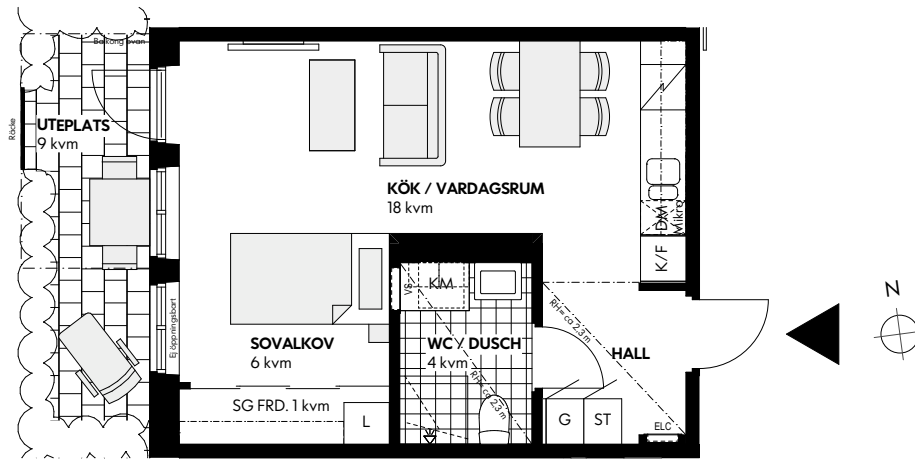 Balkong ovan
Räcke
UTEPLATS
9 kvm
KÖK / VARDAGSRUM
18 kvm
DM
Mikro
K/F
N
VS
KM
RH= ca 2,3 m
Ej öppningsbart
SOVALKOV
6 kvm
WC / DUSCH
4 kvm
RH= ca 2,3 m
HALL
SG FRD. 1 kvm
L
G
ST
ELC